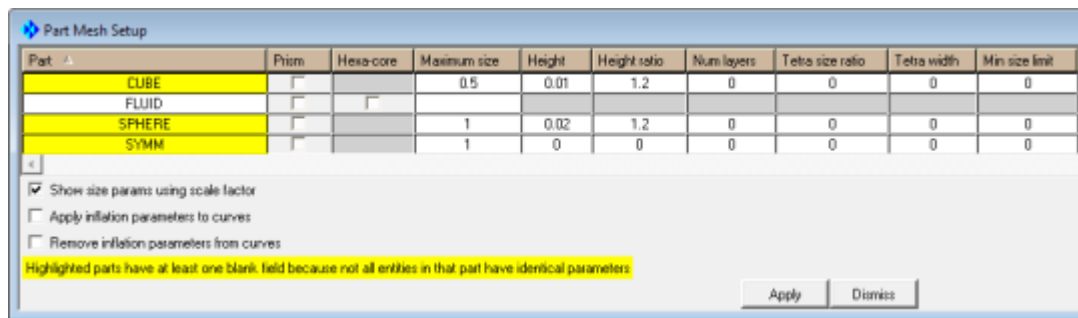 Part Mesh Setup
Part Prism Hexa-core Maximum size Height Height ratio Num layers Tetra size ratio Tetra width Min size limit
CUBE 0.5 0.01 1.2 0 0 0 0
FLUID
SPHERE 1 0.02 1.2 0 0 0 0
SYMM 1 0 0 0 0 0 0
Show size params using scale factor
Apply inflation parameters to curves
Remove inflation parameters from curves
Highlighted parts have at least one blank field because not all entities in that part have identical parameters
Apply Dismiss